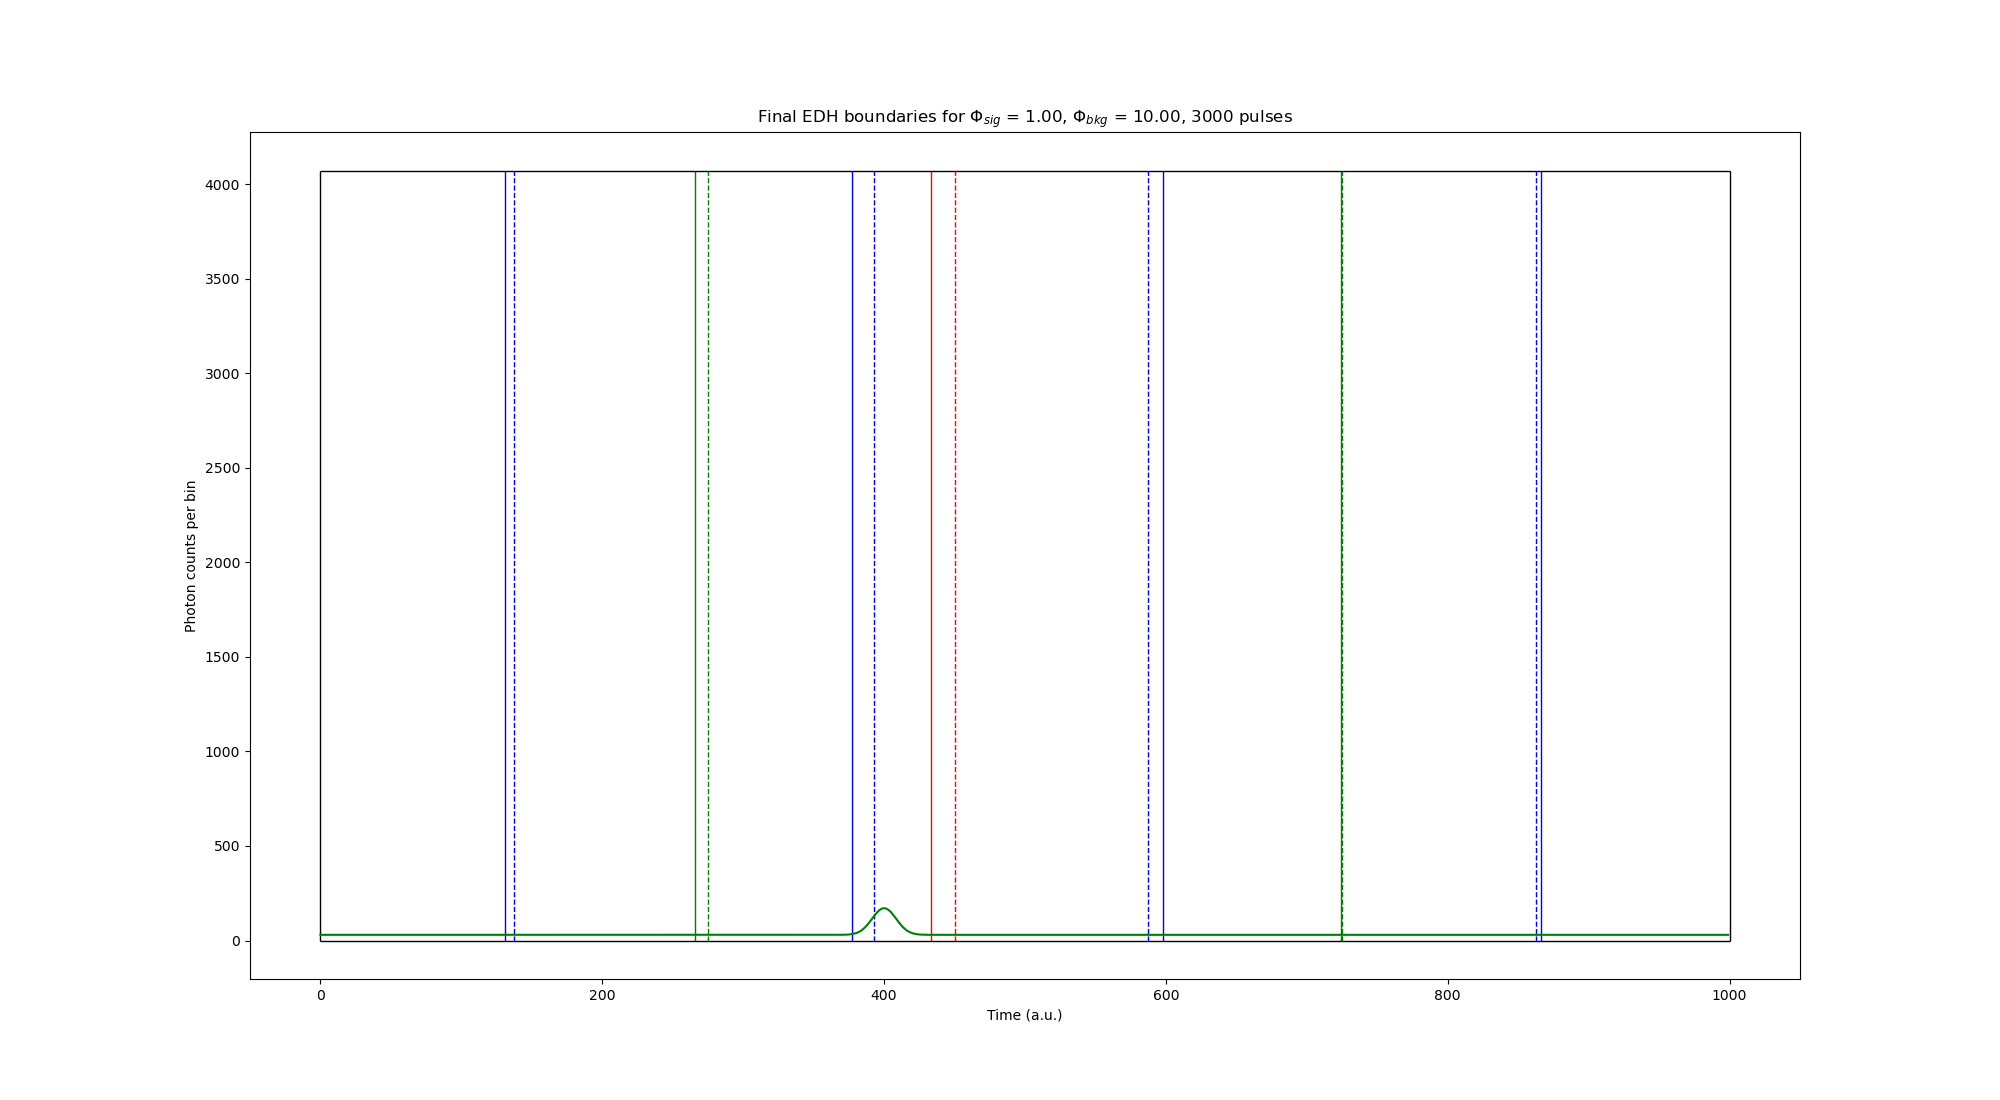 Final EDH boundaries for Φsig = 1.00, Φbkg = 10.00, 3000 pulses
4000
3500
3000
2500
2000
1500
1000
500
0
Photon counts per bin
0 200 400 600 800 1000
Time (a.u.)